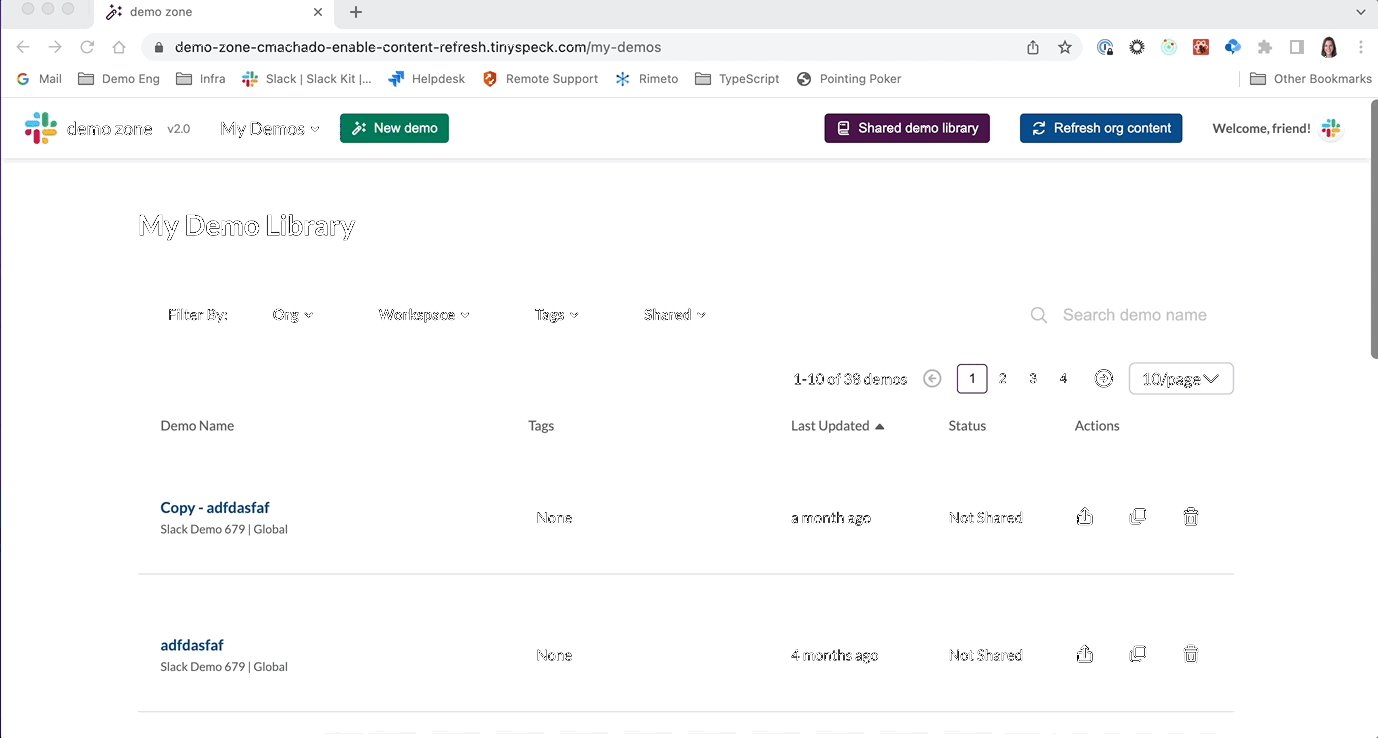 demo zone
demo-zone-cmachado-enable-content-refresh.tinyspeck.com/my-demos
Mail Demo Eng Infra Slack | Slack Kit |... Helpdesk Remote Support Rimeto TypeScript Pointing Poker Other Bookmarks
demo zone v2.0 My Demos New demo Shared demo library Refresh org content Welcome, friend!
My Demo Library
Filter By: Org Workspace Tags Shared Search demo name
1-10 of 38 demos 1 2 3 4 10/page
Demo Name Tags Last Updated Status Actions
Copy - adfdasfaf
None a month ago Not Shared
Slack Demo 679 | Global
adfdasfaf
None 4 months ago Not Shared
Slack Demo 679 | Global